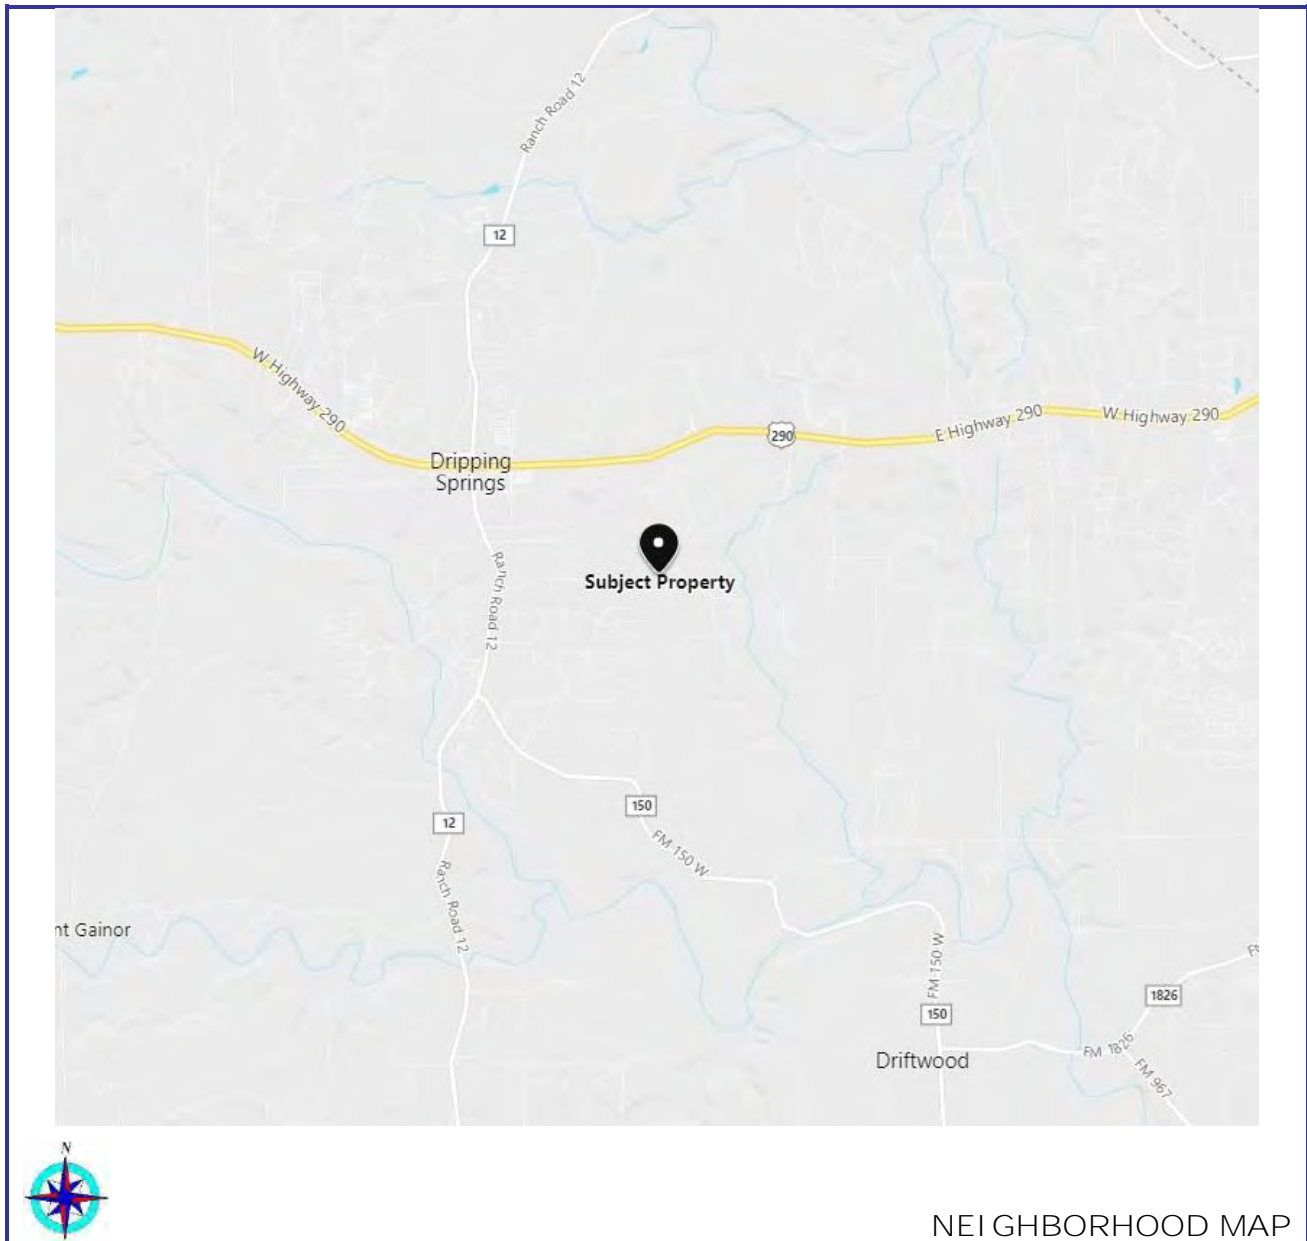 Ranch Road 12
12
W Highway 290
290
E Highway 290
W Highway 290
Dripping
Springs
Subject Property
Ranch Road 12
150
12
FM 150 W
Ranch Road 12
nt Gainor
FM 150 W
1826
150
FM 1826
Driftwood
FM 967
N
NEIGHBORHOOD MAP